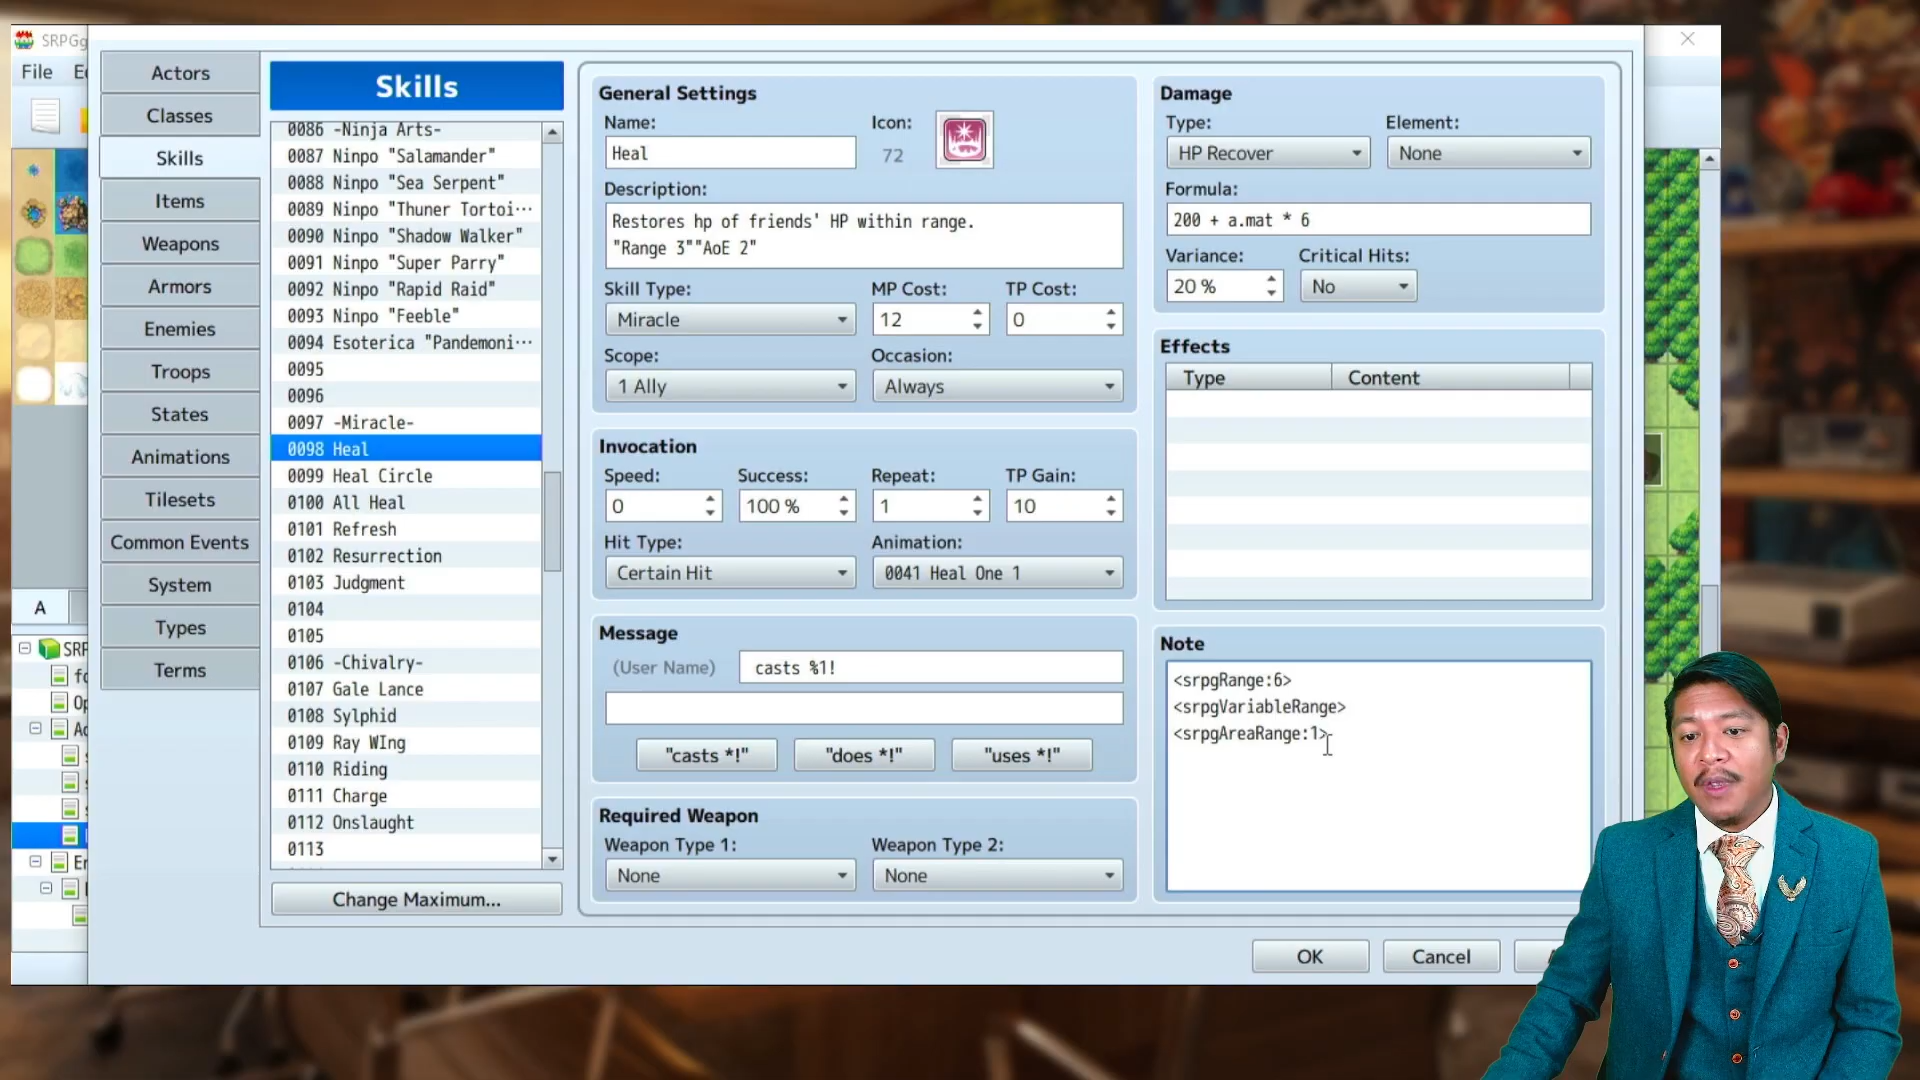 SRPGg
File
Actors
Classes
Skills
Items
Weapons
Armors
Enemies
Troops
States
Animations
Tilesets
Common Events
System
Types
Terms
A
SRP
Skills
0086 -Ninja Arts-
0087 Ninpo "Salamander"
0088 Ninpo "Sea Serpent"
0089 Ninpo "Thuner Tortoi…
0090 Ninpo "Shadow Walker"
0091 Ninpo "Super Parry"
0092 Ninpo "Rapid Raid"
0093 Ninpo "Feeble"
0094 Esoterica "Pandemoni…
0095
0096
0097 -Miracle-
0098 Heal
0099 Heal Circle
0100 All Heal
0101 Refresh
0102 Resurrection
0103 Judgment
0104
0105
0106 -Chivalry-
0107 Gale Lance
0108 Sylphid
0109 Ray WIng
0110 Riding
0111 Charge
0112 Onslaught
0113
Change Maximum...
General Settings
Name:
Icon:
Heal
72
Description:
Restores hp of friends' HP within range.
"Range 3""AoE 2"
Skill Type:
MP Cost:
TP Cost:
Miracle
12
0
Scope:
Occasion:
1 Ally
Always
Invocation
Speed:
Success:
Repeat:
TP Gain:
0
100 %
1
10
Hit Type:
Animation:
Certain Hit
0041 Heal One 1
Message
(User Name)
casts %1!
"casts *!"
"does *!"
"uses *!"
Required Weapon
Weapon Type 1:
Weapon Type 2:
None
None
Damage
Type:
Element:
HP Recover
None
Formula:
200 + a.mat * 6
Variance:
Critical Hits:
20 %
No
Effects
Type
Content
Note
<srpgRange:6>
<srpgVariableRange>
<srpgAreaRange:1>
OK
Cancel